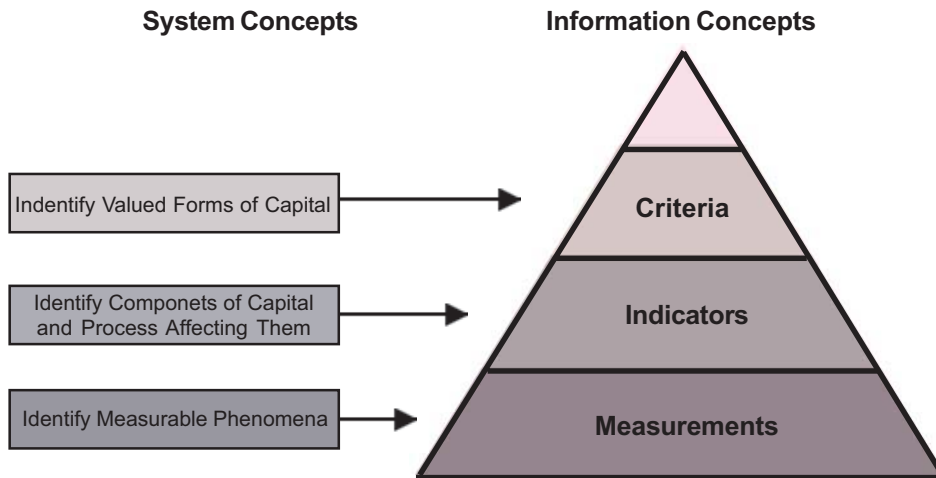 System Concepts
Information Concepts
Indentify Valued Forms of Capital
Criteria
Identify Componets of Capital
and Process Affecting Them
Indicators
Identify Measurable Phenomena
Measurements